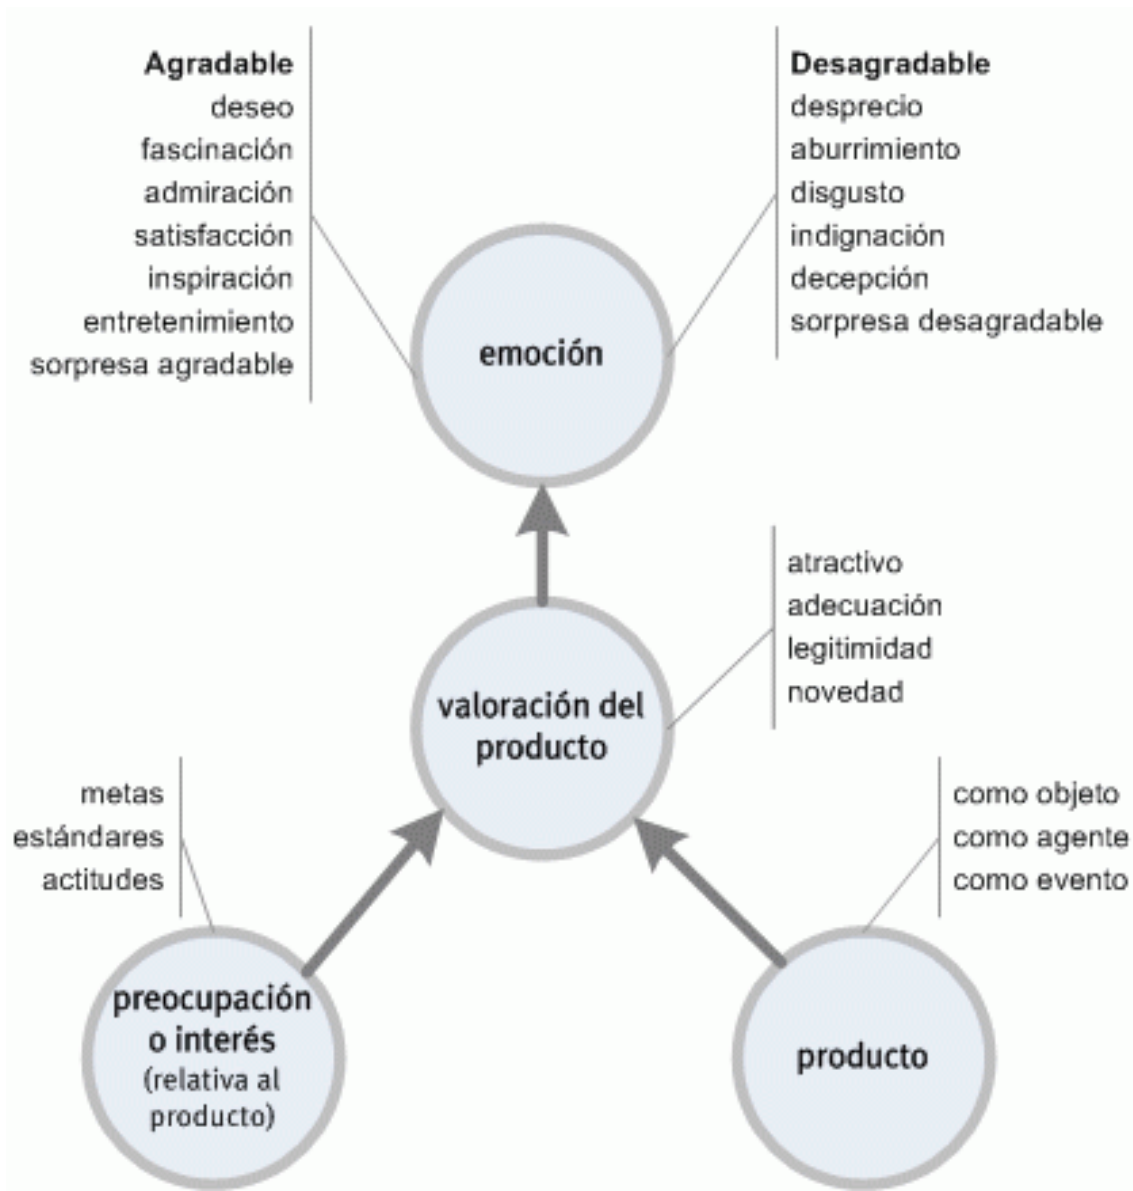 Agradable
deseo
fascinación
admiración
satisfacción
inspiración
entretenimiento
sorpresa agradable
Desagradable
desprecio
aburrimiento
disgusto
indignación
decepción
sorpresa desagradable
emoción
atractivo
adecuación
legitimidad
novedad
valoración del
producto
metas
estándares
actitudes
como objeto
como agente
como evento
preocupación
o interés
(relativa al
producto)
producto